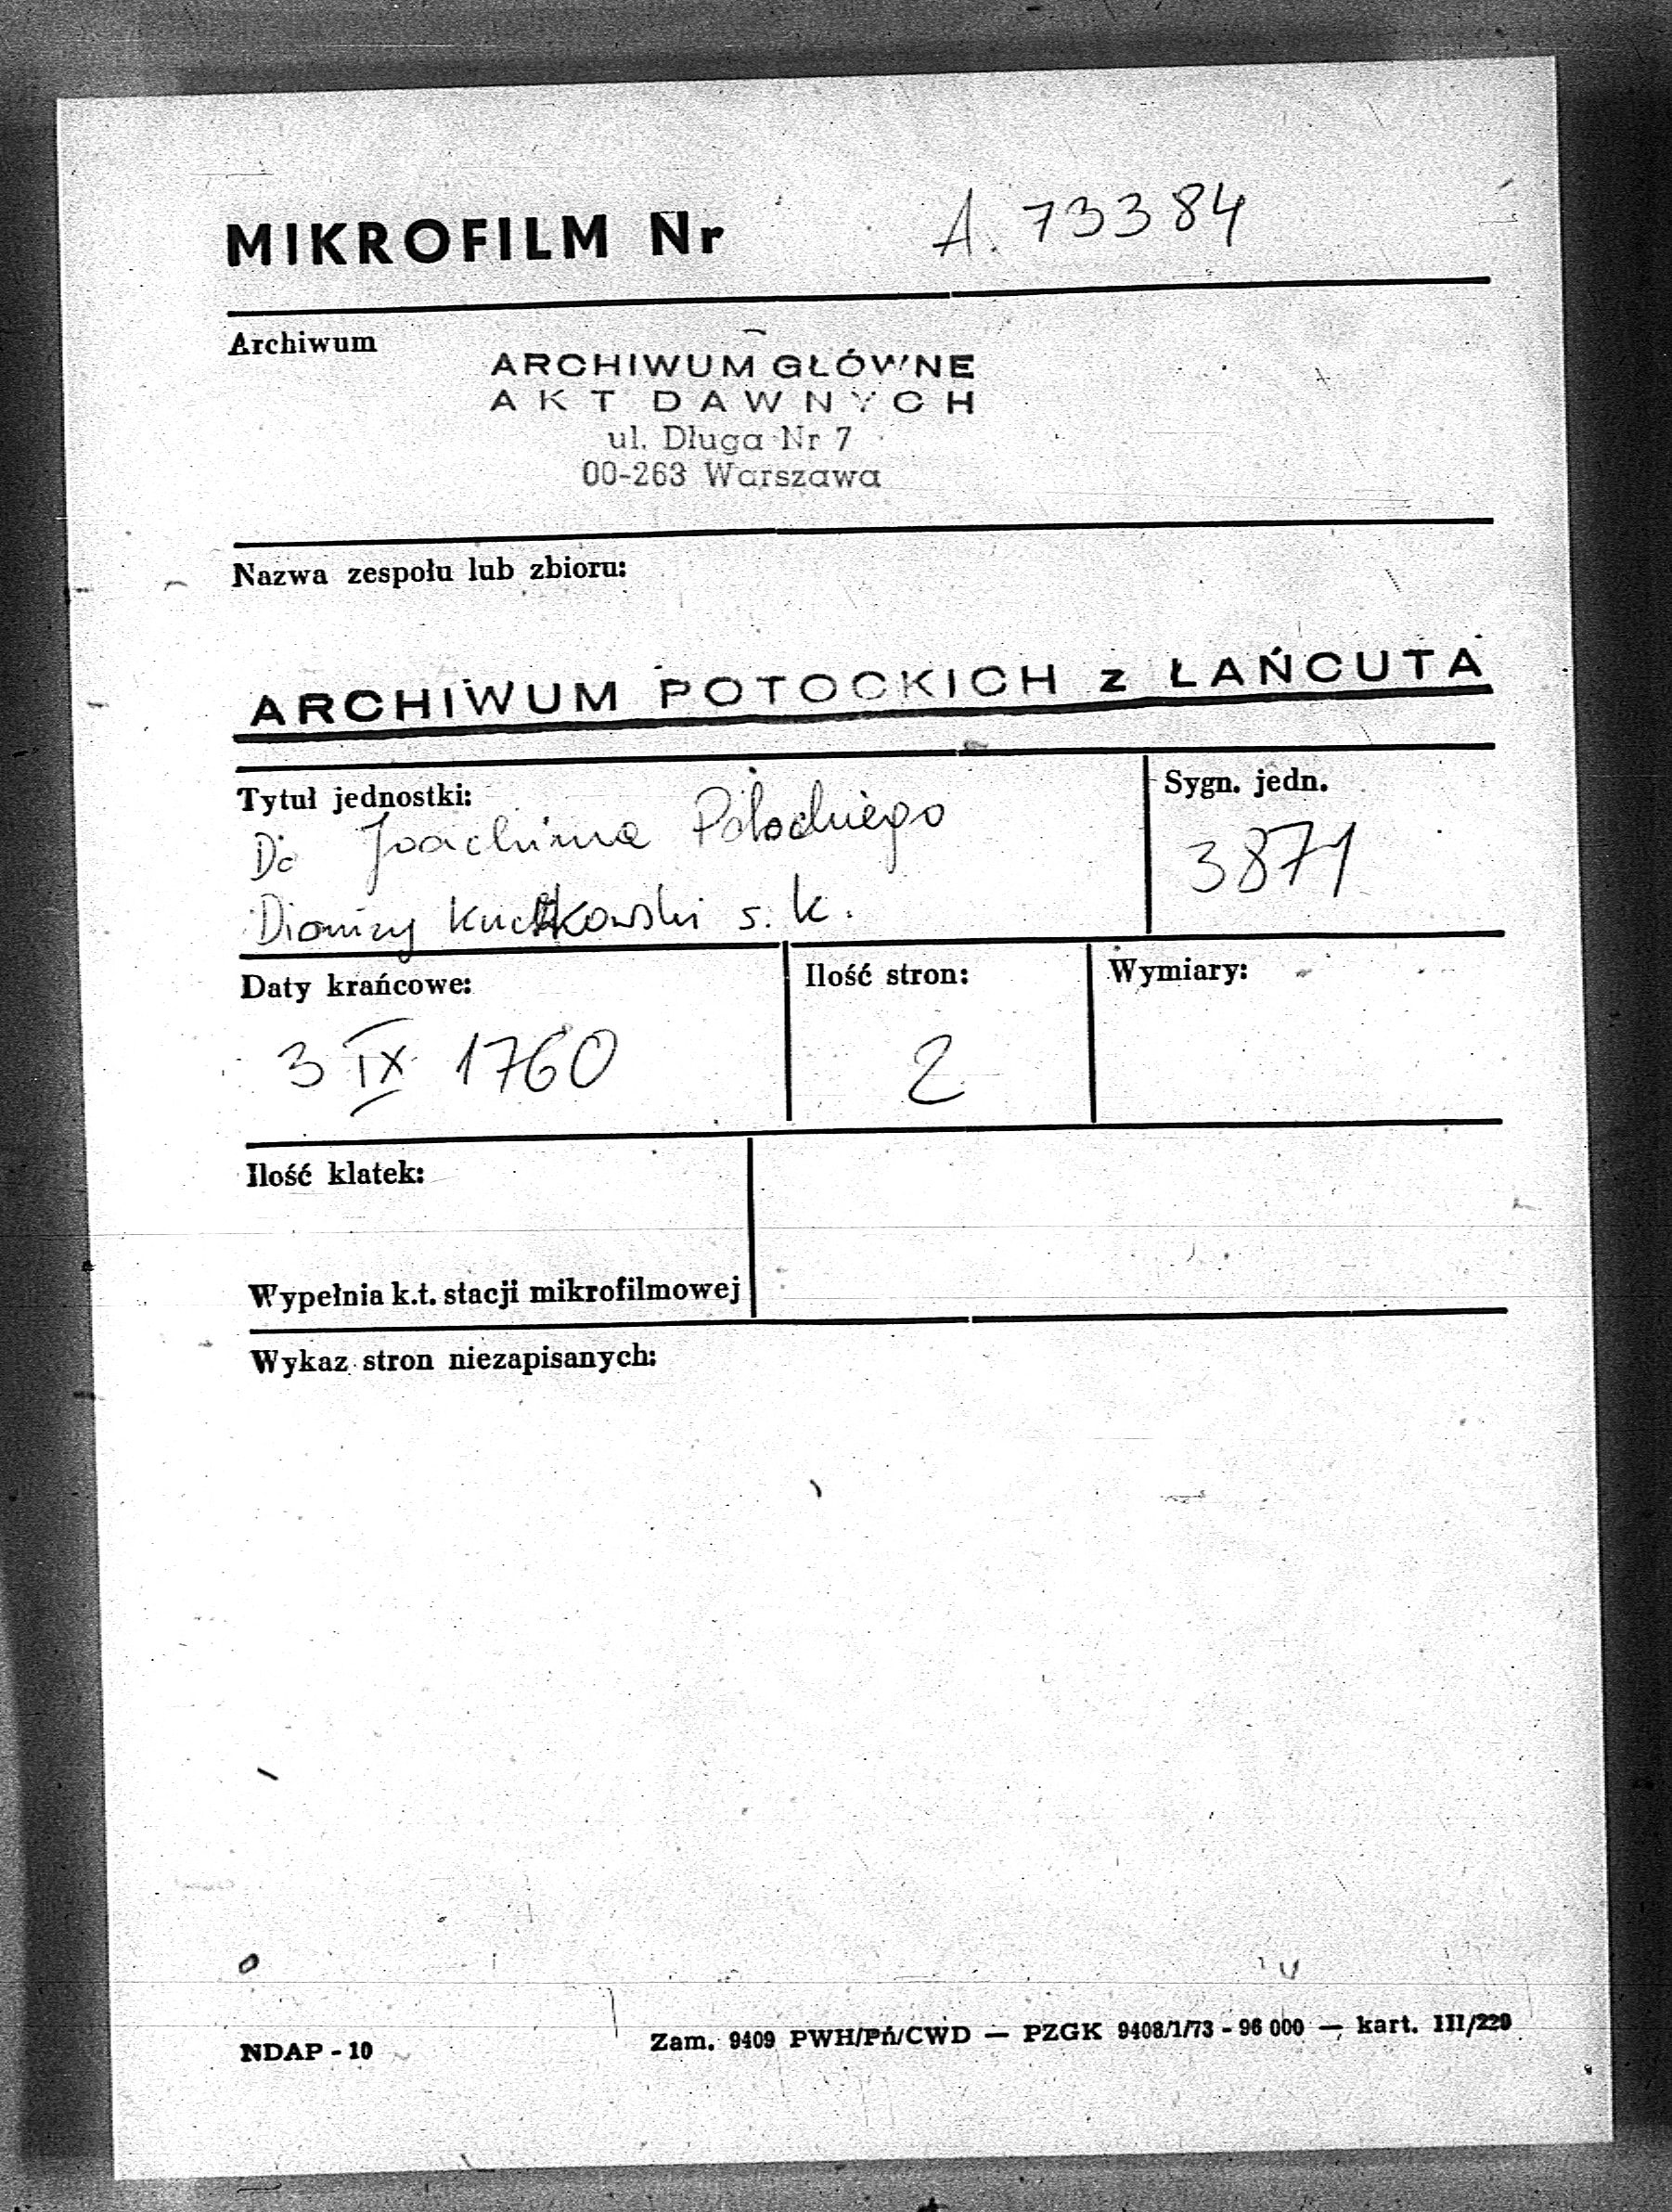 MIKROFILM Nr A. 73384
Archiwum
ARCHIWUM GŁÓWNE
AKT DAWNYCH
ul. Długa Nr 7
00-263 Warszawa
Nazwa zespołu lub zbioru:
ARCHIWUM POTOCKICH z ŁAŃCUTA
Tytuł jednostki:
Do Joachima Potockiego
Dionizy s. k.
Sygn. jedn.
3871
Daty krańcowe:
3 IX 1760
Ilość stron:
2
Wymiary:
Ilość klatek:
Wypełnia k.t. stacji mikrofilmowej
Wykaz stron niezapisanych:
NDAP - 10
Zam. 9409 PWH/Pń/CWD — PZGK 9408/1/73 - 96 000 — kart. III/229